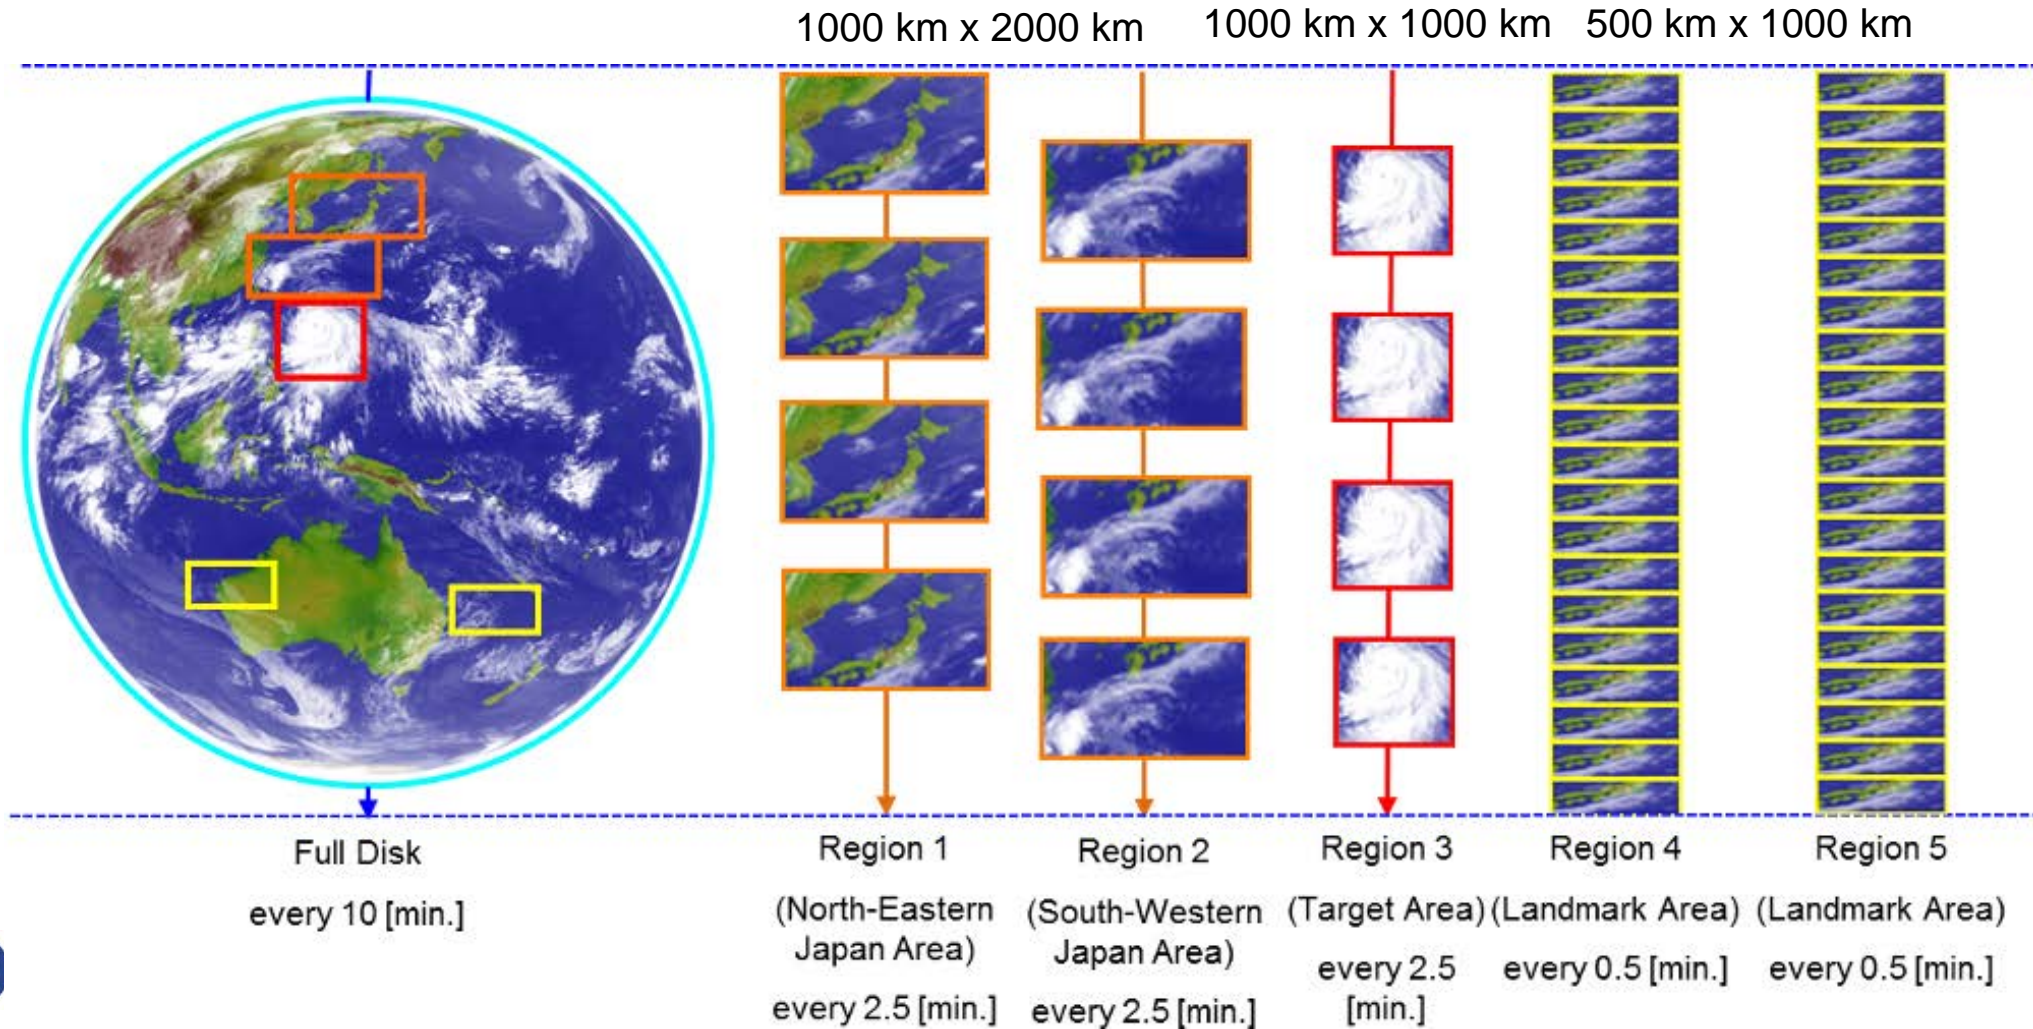 1000 km x 2000 km
1000 km x 1000 km
500 km x 1000 km
Full Disk
every 10 [min.]
Region 1
(North-Eastern
Japan Area)
every 2.5 [min.]
Region 2
(South-Western
Japan Area)
every 2.5 [min.]
Region 3
(Target Area)
every 2.5
[min.]
Region 4
(Landmark Area)
every 0.5 [min.]
Region 5
(Landmark Area)
every 0.5 [min.]